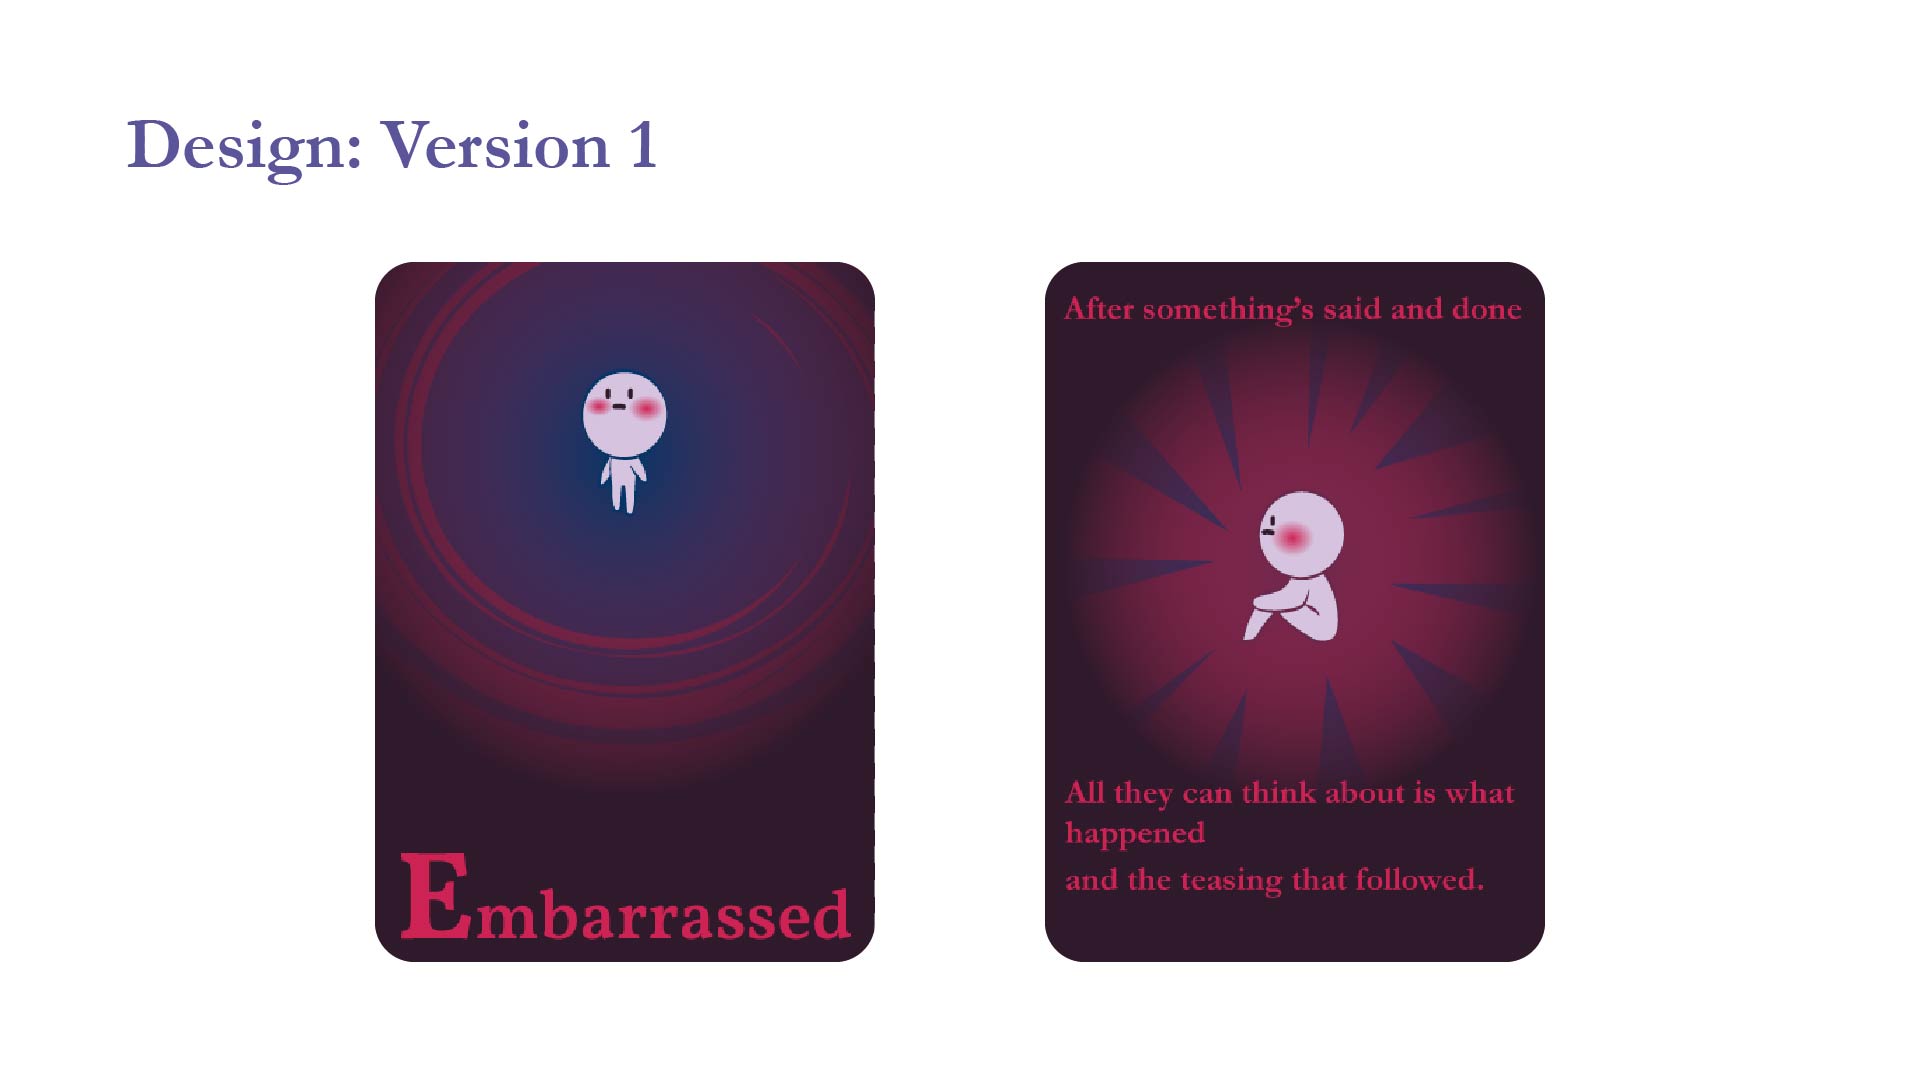 Design: Version 1
Embarrassed
After something’s said and done
All they can think about is what
happened
and the teasing that followed.